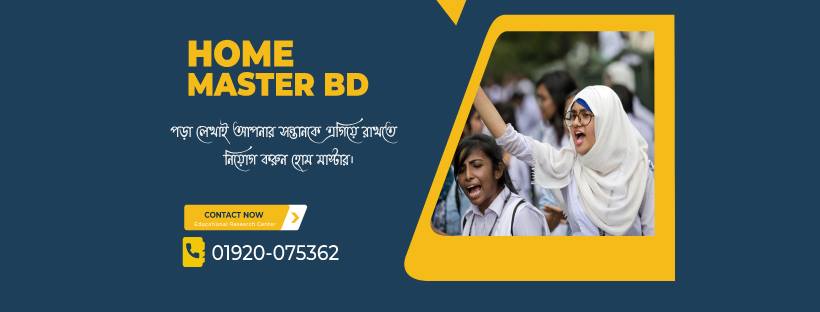 HOME
MASTER BD
পড়া লেখাই আপনার সন্তানকে এগিয়ে রাখতে
নিয়োগ করুন হোম মাস্টার।
CONTACT NOW
Educational Research Center
01920-075362